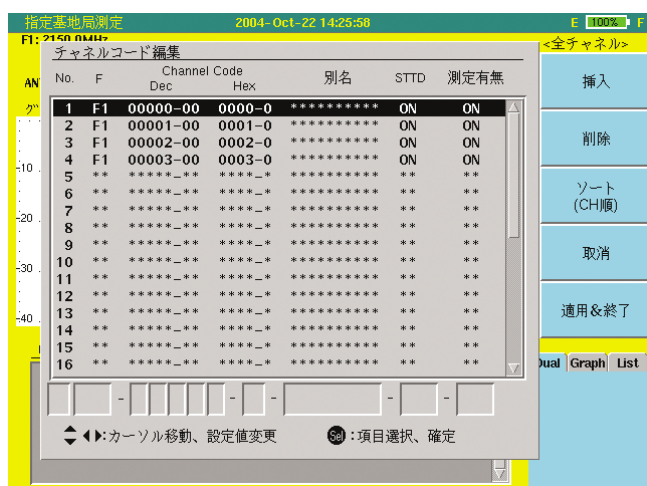 指定基地局測定 2004-Oct-22 14:25:58 E 100% F
F1: 2150.0MHz <全チャネル>
チャネルコード編集
No. F Channel Code 別名 STTD 測定有無
Dec Hex
1 F1 00000-00 0000-0 ********** ON ON
2 F1 00001-00 0001-0 ********** ON ON
3 F1 00002-00 0002-0 ********** ON ON
4 F1 00003-00 0003-0 ********** ON ON
5 ** *****-** ****-* ********** ** **
6 ** *****-** ****-* ********** ** **
7 ** *****-** ****-* ********** ** **
8 ** *****-** ****-* ********** ** **
9 ** *****-** ****-* ********** ** **
10 ** *****-** ****-* ********** ** **
11 ** *****-** ****-* ********** ** **
12 ** *****-** ****-* ********** ** **
13 ** *****-** ****-* ********** ** **
14 ** *****-** ****-* ********** ** **
15 ** *****-** ****-* ********** ** **
16 ** *****-** ****-* ********** ** **
- - - - -
:カーソル移動、設定値変更 Sel:項目選択、確定
AN
-10
-20
-30
-40
挿入
削除
ソート
(CH順)
取消
適用&終了
Dual Graph List